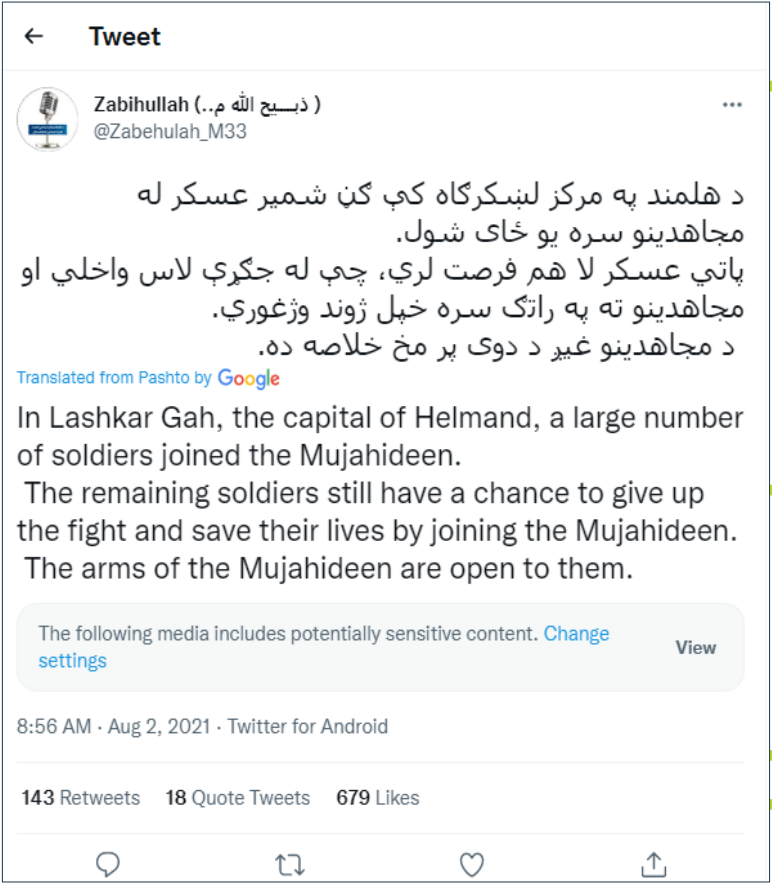 Tweet
Zabihullah (..ذبـــيح الله م )
@Zabehulah_M33
د هلمند په مرکز لښکرګاه کې ګڼ شمیر عسکر له
مجاهدینو سره یو ځای شول.
پاتي عسکر لا هم فرصت لري، چې له جګړې لاس واخلي او
مجاهدینو ته په راتګ سره خپل ژوند وژغوري.
د مجاهدینو غیږ د دوی پر مخ خلاصه ده.
Translated from Pashto by Google
In Lashkar Gah, the capital of Helmand, a large number
of soldiers joined the Mujahideen.
The remaining soldiers still have a chance to give up
the fight and save their lives by joining the Mujahideen.
The arms of the Mujahideen are open to them.
The following media includes potentially sensitive content. Change
settings
View
8:56 AM · Aug 2, 2021 · Twitter for Android
143 Retweets 18 Quote Tweets 679 Likes